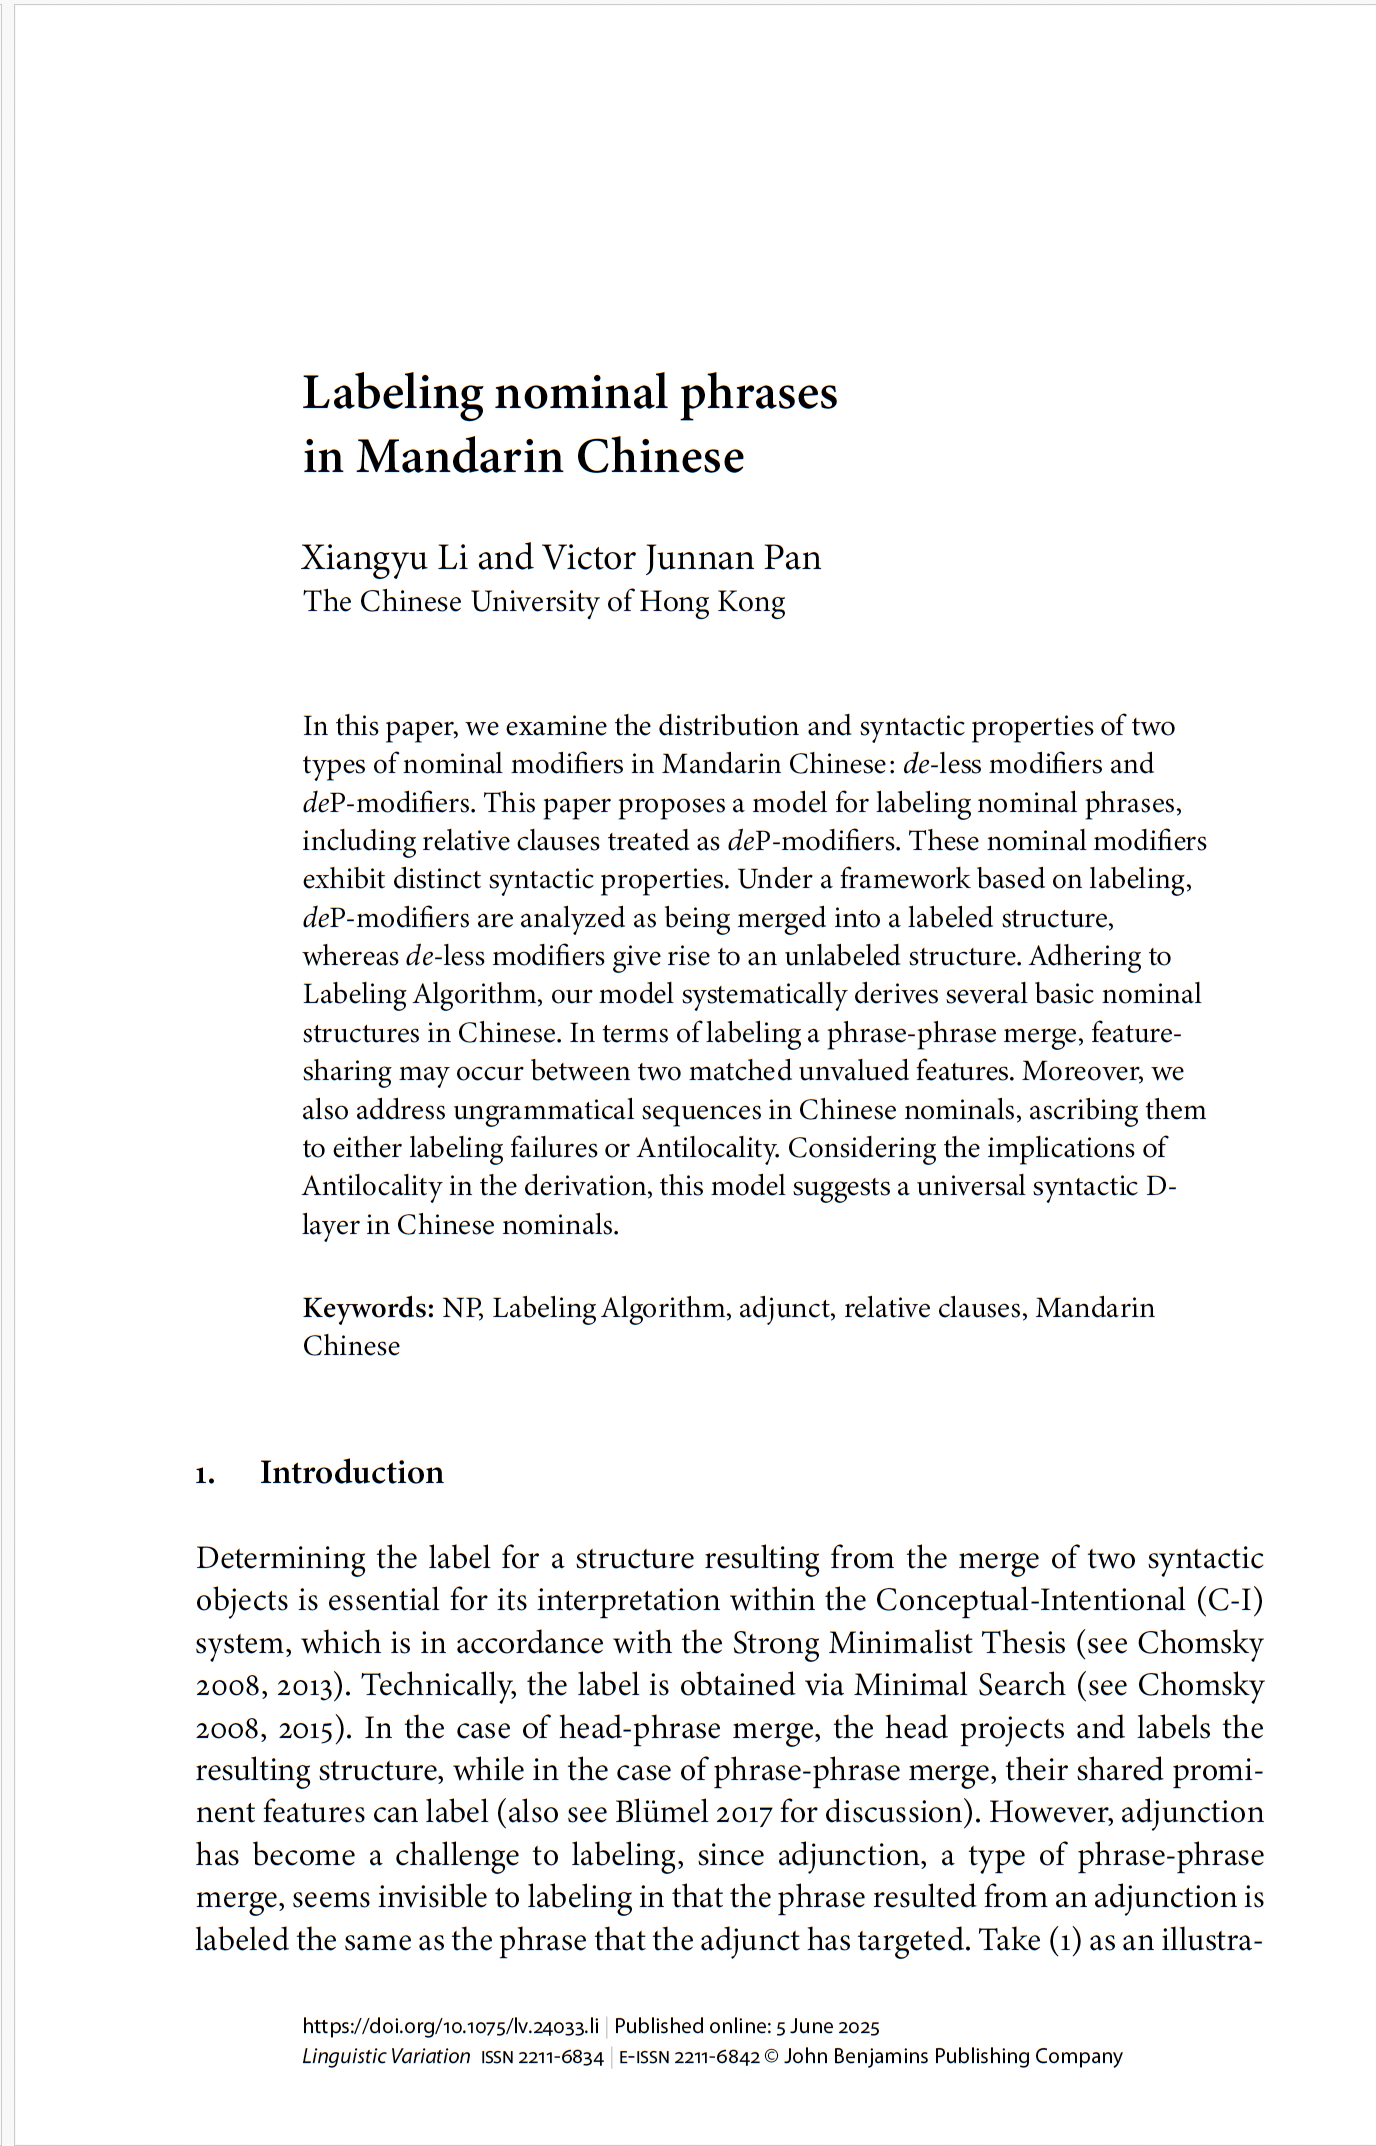 Labeling nominal phrases
in Mandarin Chinese
Xiangyu Li and Victor Junnan Pan
The Chinese University of Hong Kong
In this paper, we examine the distribution and syntactic properties of two
types of nominal modifiers in Mandarin Chinese: de-less modifiers and
deP-modifiers. This paper proposes a model for labeling nominal phrases,
including relative clauses treated as deP-modifiers. These nominal modifiers
exhibit distinct syntactic properties. Under a framework based on labeling,
deP-modifiers are analyzed as being merged into a labeled structure,
whereas de-less modifiers give rise to an unlabeled structure. Adhering to
Labeling Algorithm, our model systematically derives several basic nominal
structures in Chinese. In terms of labeling a phrase-phrase merge, feature-
sharing may occur between two matched unvalued features. Moreover, we
also address ungrammatical sequences in Chinese nominals, ascribing them
to either labeling failures or Antilocality. Considering the implications of
Antilocality in the derivation, this model suggests a universal syntactic D-
layer in Chinese nominals.
Keywords: NP, Labeling Algorithm, adjunct, relative clauses, Mandarin
Chinese
1. Introduction
Determining the label for a structure resulting from the merge of two syntactic
objects is essential for its interpretation within the Conceptual-Intentional (C-I)
system, which is in accordance with the Strong Minimalist Thesis (see Chomsky
2008, 2013). Technically, the label is obtained via Minimal Search (see Chomsky
2008, 2015). In the case of head-phrase merge, the head projects and labels the
resulting structure, while in the case of phrase-phrase merge, their shared promi-
nent features can label (also see Blümel 2017 for discussion). However, adjunction
has become a challenge to labeling, since adjunction, a type of phrase-phrase
merge, seems invisible to labeling in that the phrase resulted from an adjunction is
labeled the same as the phrase that the adjunct has targeted. Take (1) as an illustra-
https://doi.org/10.1075/lv.24033.li | Published online: 5 June 2025
Linguistic Variation ISSN 2211-6834 | E-ISSN 2211-6842 © John Benjamins Publishing Company